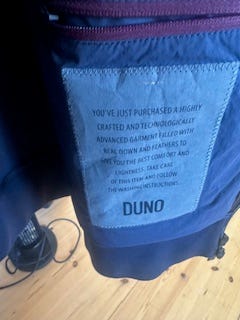 YOU'VE JUST PURCHASED A HIGHLY
CRAFTED AND TECHNOLOGICALLY
ADVANCED GARMENT FILLED WITH
REAL DOWN AND FEATHERS TO
GIVE YOU THE BEST COMFORT AND
LIGHTNESS. TAKE CARE
OF THIS ITEM AND FOLLOW
THE WASHING INSTRUCTIONS.
DUNO